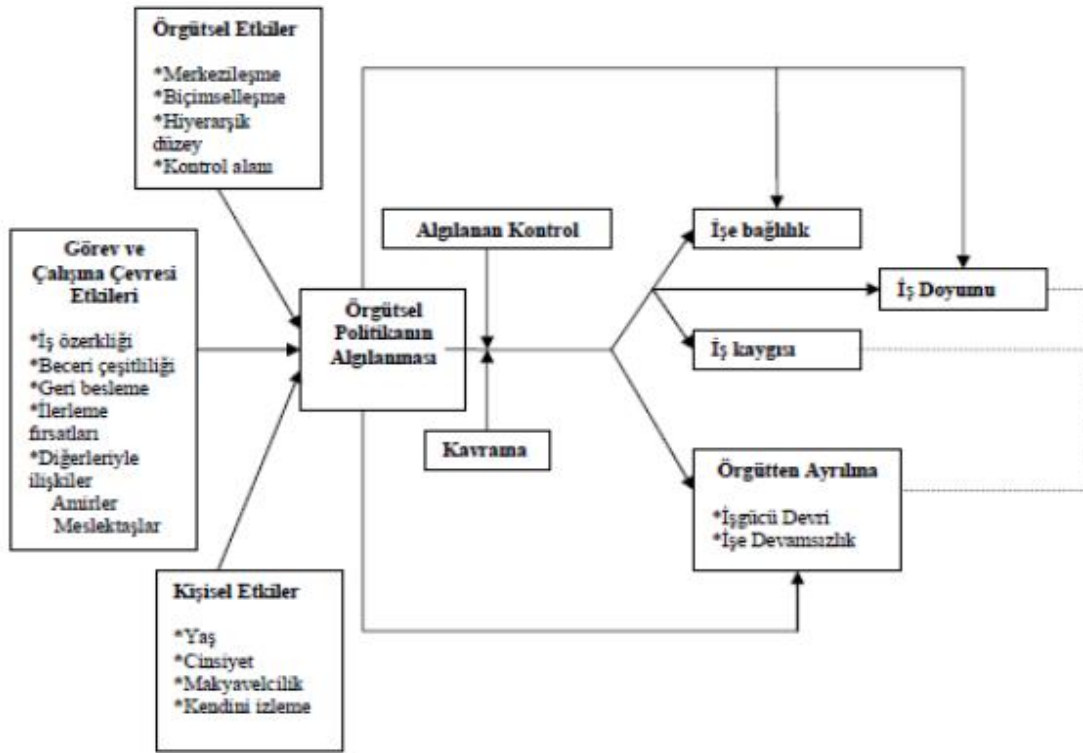 Örgütsel Etkiler
*Merkezileşme
*Biçimselleşme
*Hiyerarşik
düzey
*Kontrol alanı
Görev ve
Çalışma Çevresi
Etkileri
*İş özerkliği
*Beceri çeşitliliği
*Geri besleme
*İlerleme
fırsatları
*Diğerleriyle
ilişkiler
Amirler
Meslektaşlar
Kişisel Etkiler
*Yaş
*Cinsiyet
*Makyavelcilik
*Kendini izleme
Örgütsel
Politikanın
Algılanması
Algılanan Kontrol
Kavrama
İşe bağlılık
İş Doyumu
İş kaygısı
Örgütten Ayrılma
*İşgücü Devri
*İşe Devamsızlık